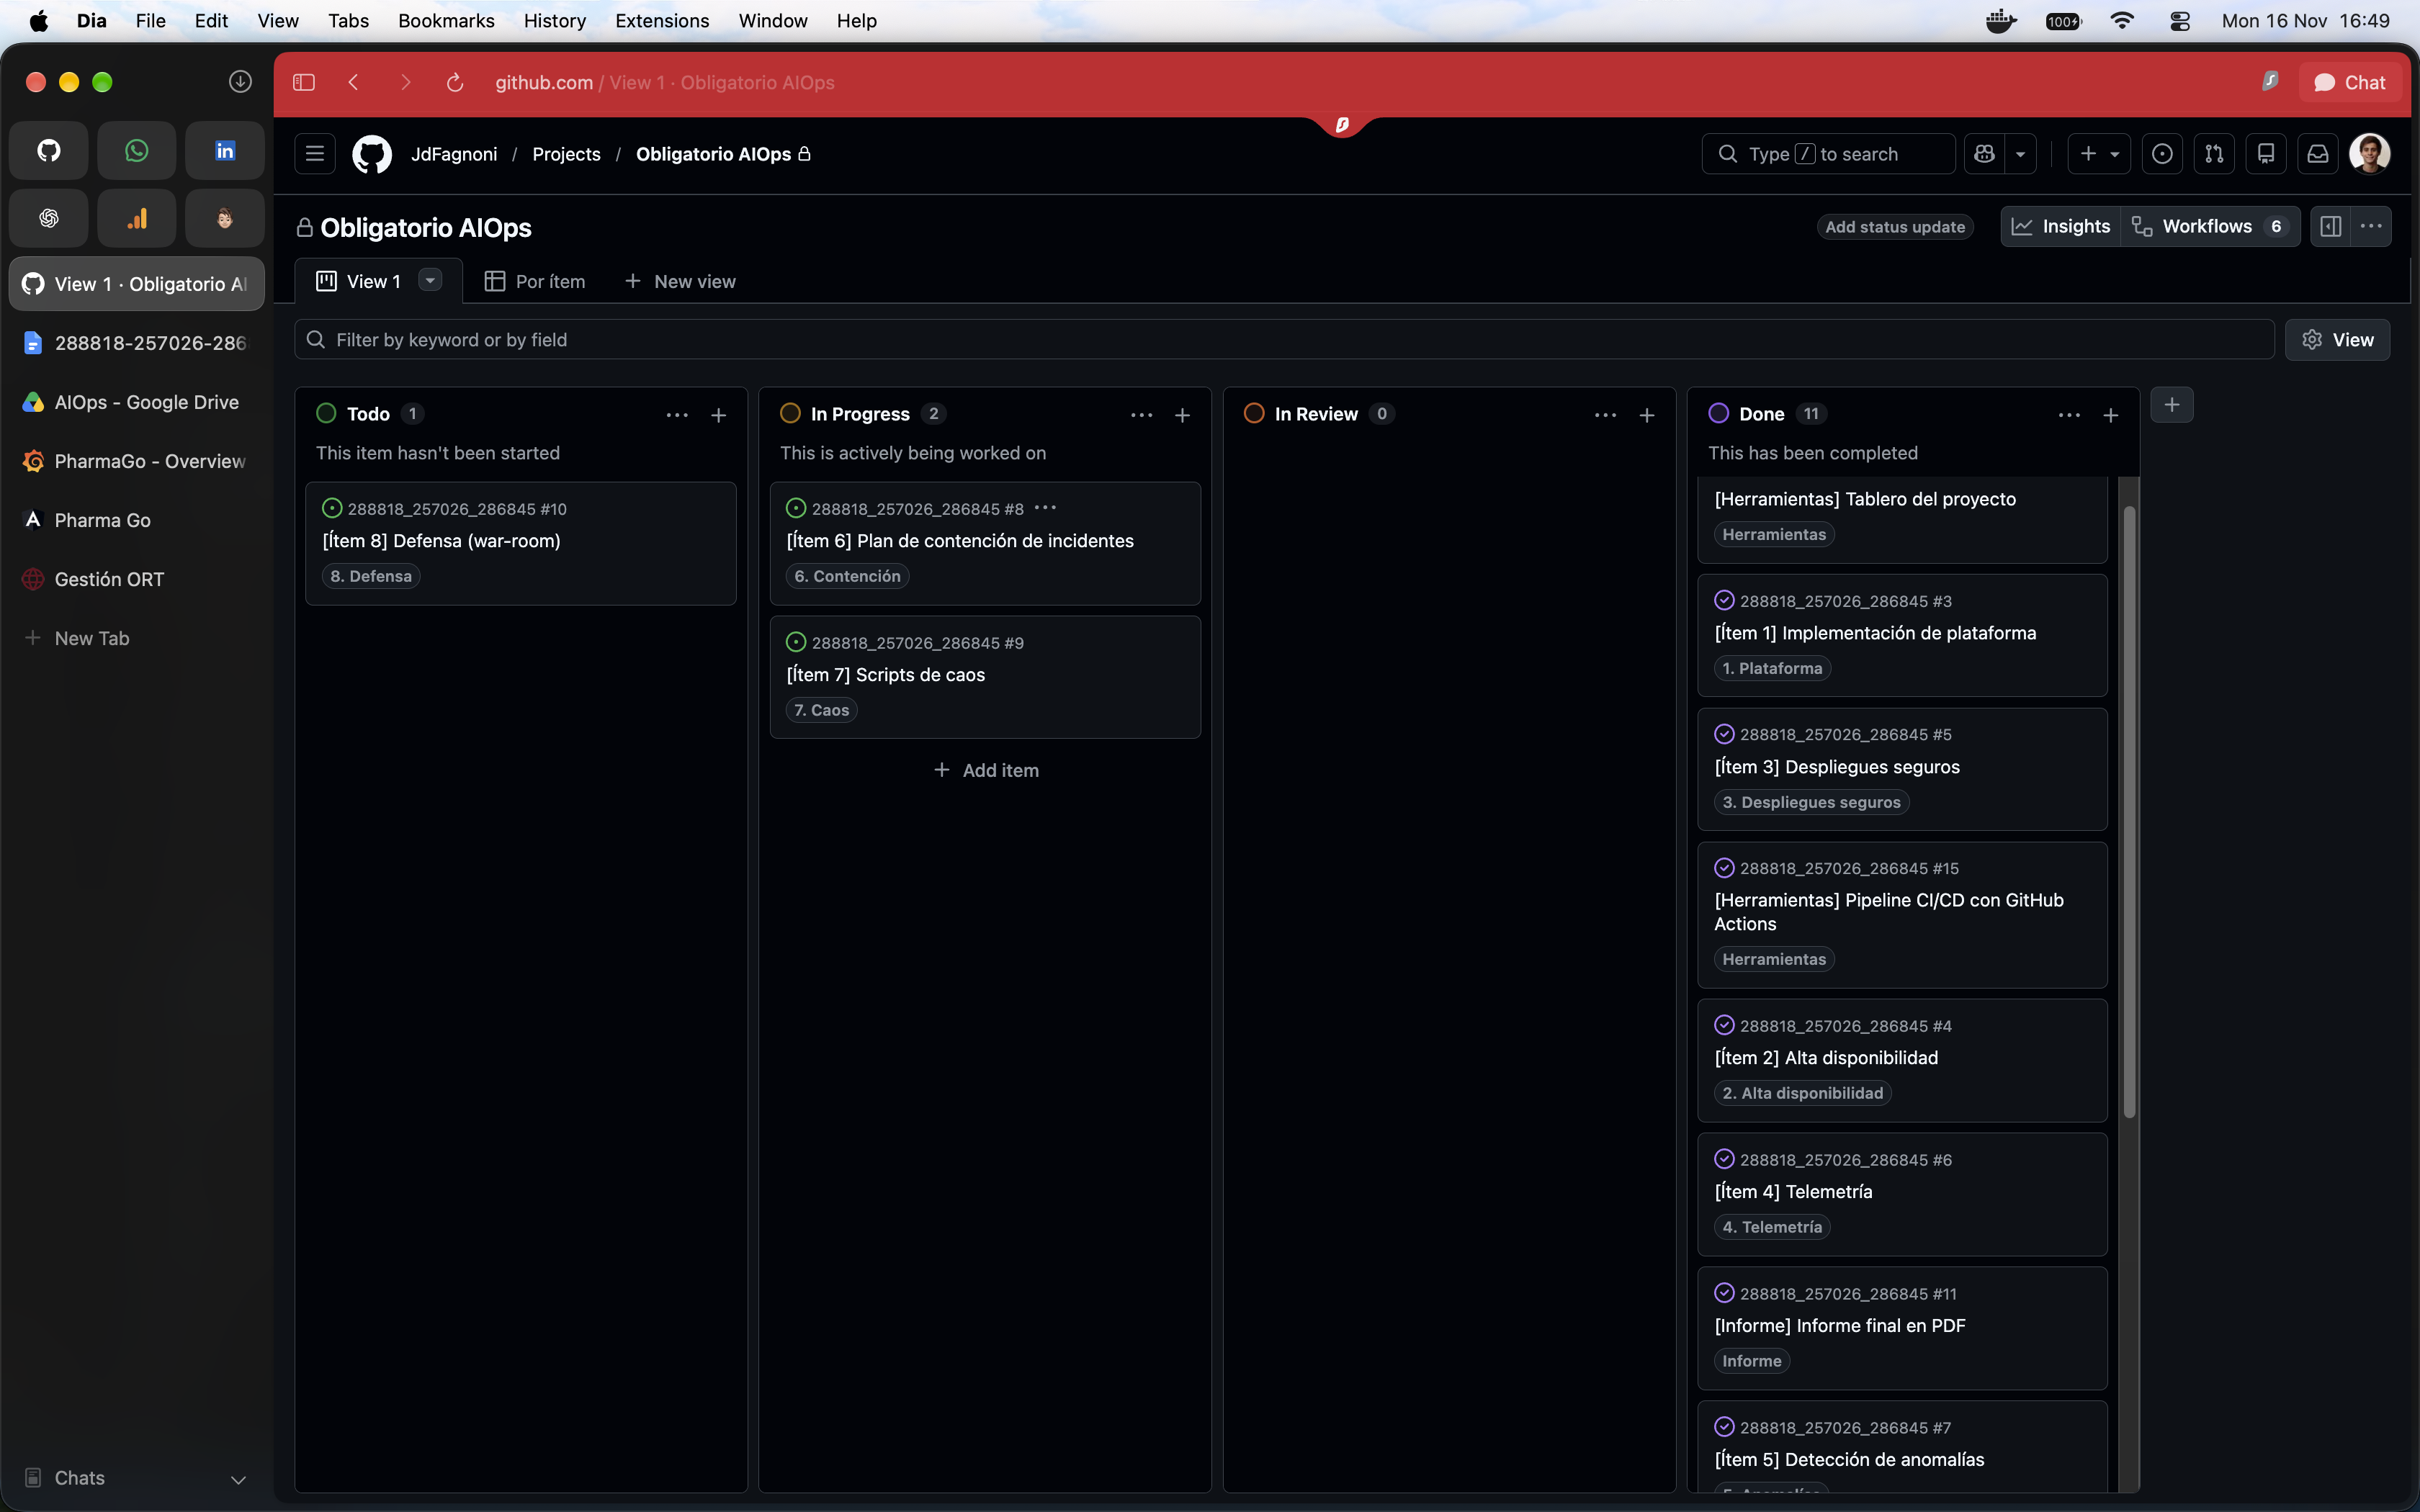 Dia File Edit View Tabs Bookmarks History Extensions Window Help
100
Mon 16 Nov 16:49
github.com / View 1 · Obligatorio AIOps
Chat
JdFagnoni / Projects / Obligatorio AIOps
Type / to search
Obligatorio AIOps
Add status update
Insights
Workflows 6
View 1
Por ítem
New view
Filter by keyword or by field
View
in
View 1 · Obligatorio AI
288818-257026-286
AIOps - Google Drive
PharmaGo - Overview
Pharma Go
Gestión ORT
New Tab
Chats
Todo 1
This item hasn't been started
288818_257026_286845 #10
[Ítem 8] Defensa (war-room)
8. Defensa
In Progress 2
This is actively being worked on
288818_257026_286845 #8
[Ítem 6] Plan de contención de incidentes
6. Contención
288818_257026_286845 #9
[Ítem 7] Scripts de caos
7. Caos
Add item
In Review 0
Done 11
This has been completed
[Herramientas] Tablero del proyecto
Herramientas
288818_257026_286845 #3
[Ítem 1] Implementación de plataforma
1. Plataforma
288818_257026_286845 #5
[Ítem 3] Despliegues seguros
3. Despliegues seguros
288818_257026_286845 #15
[Herramientas] Pipeline CI/CD con GitHub
Actions
Herramientas
288818_257026_286845 #4
[Ítem 2] Alta disponibilidad
2. Alta disponibilidad
288818_257026_286845 #6
[Ítem 4] Telemetría
4. Telemetría
288818_257026_286845 #11
[Informe] Informe final en PDF
Informe
288818_257026_286845 #7
[Ítem 5] Detección de anomalías